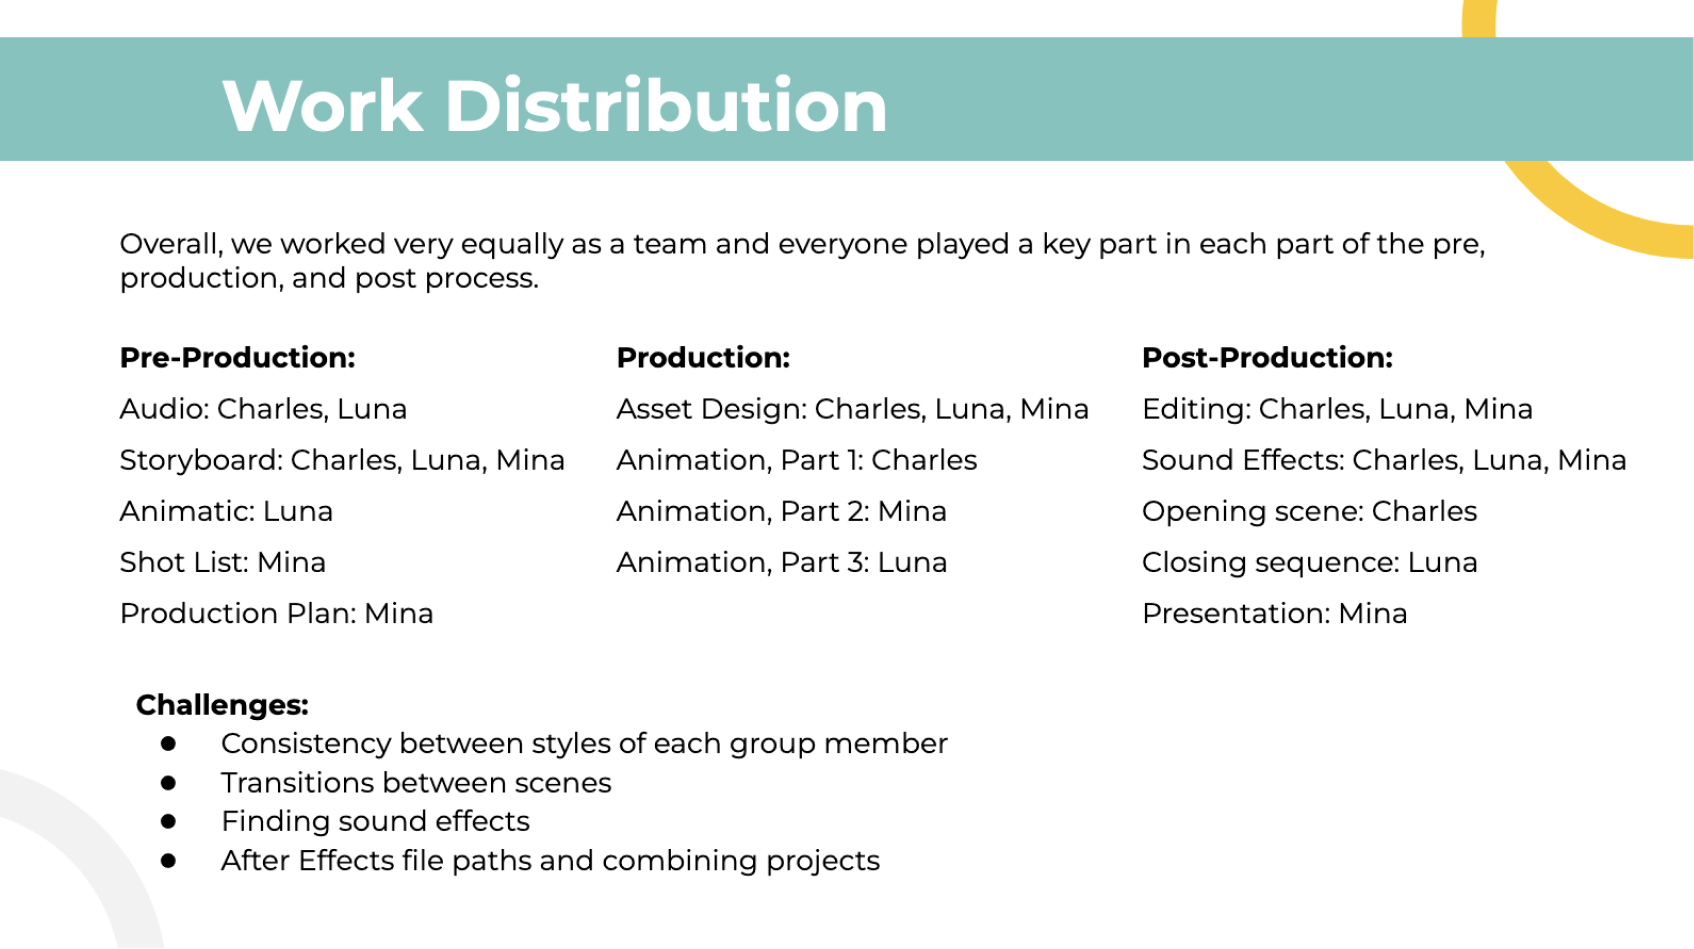 Work Distribution
Overall, we worked very equally as a team and everyone played a key part in each part of the pre,
production, and post process.
Pre-Production:
Audio: Charles, Luna
Storyboard: Charles, Luna, Mina
Animatic: Luna
Shot List: Mina
Production Plan: Mina
Production:
Asset Design: Charles, Luna, Mina
Animation, Part 1: Charles
Animation, Part 2: Mina
Animation, Part 3: Luna
Post-Production:
Editing: Charles, Luna, Mina
Sound Effects: Charles, Luna, Mina
Opening scene: Charles
Closing sequence: Luna
Presentation: Mina
Challenges:
● Consistency between styles of each group member
● Transitions between scenes
● Finding sound effects
● After Effects file paths and combining projects